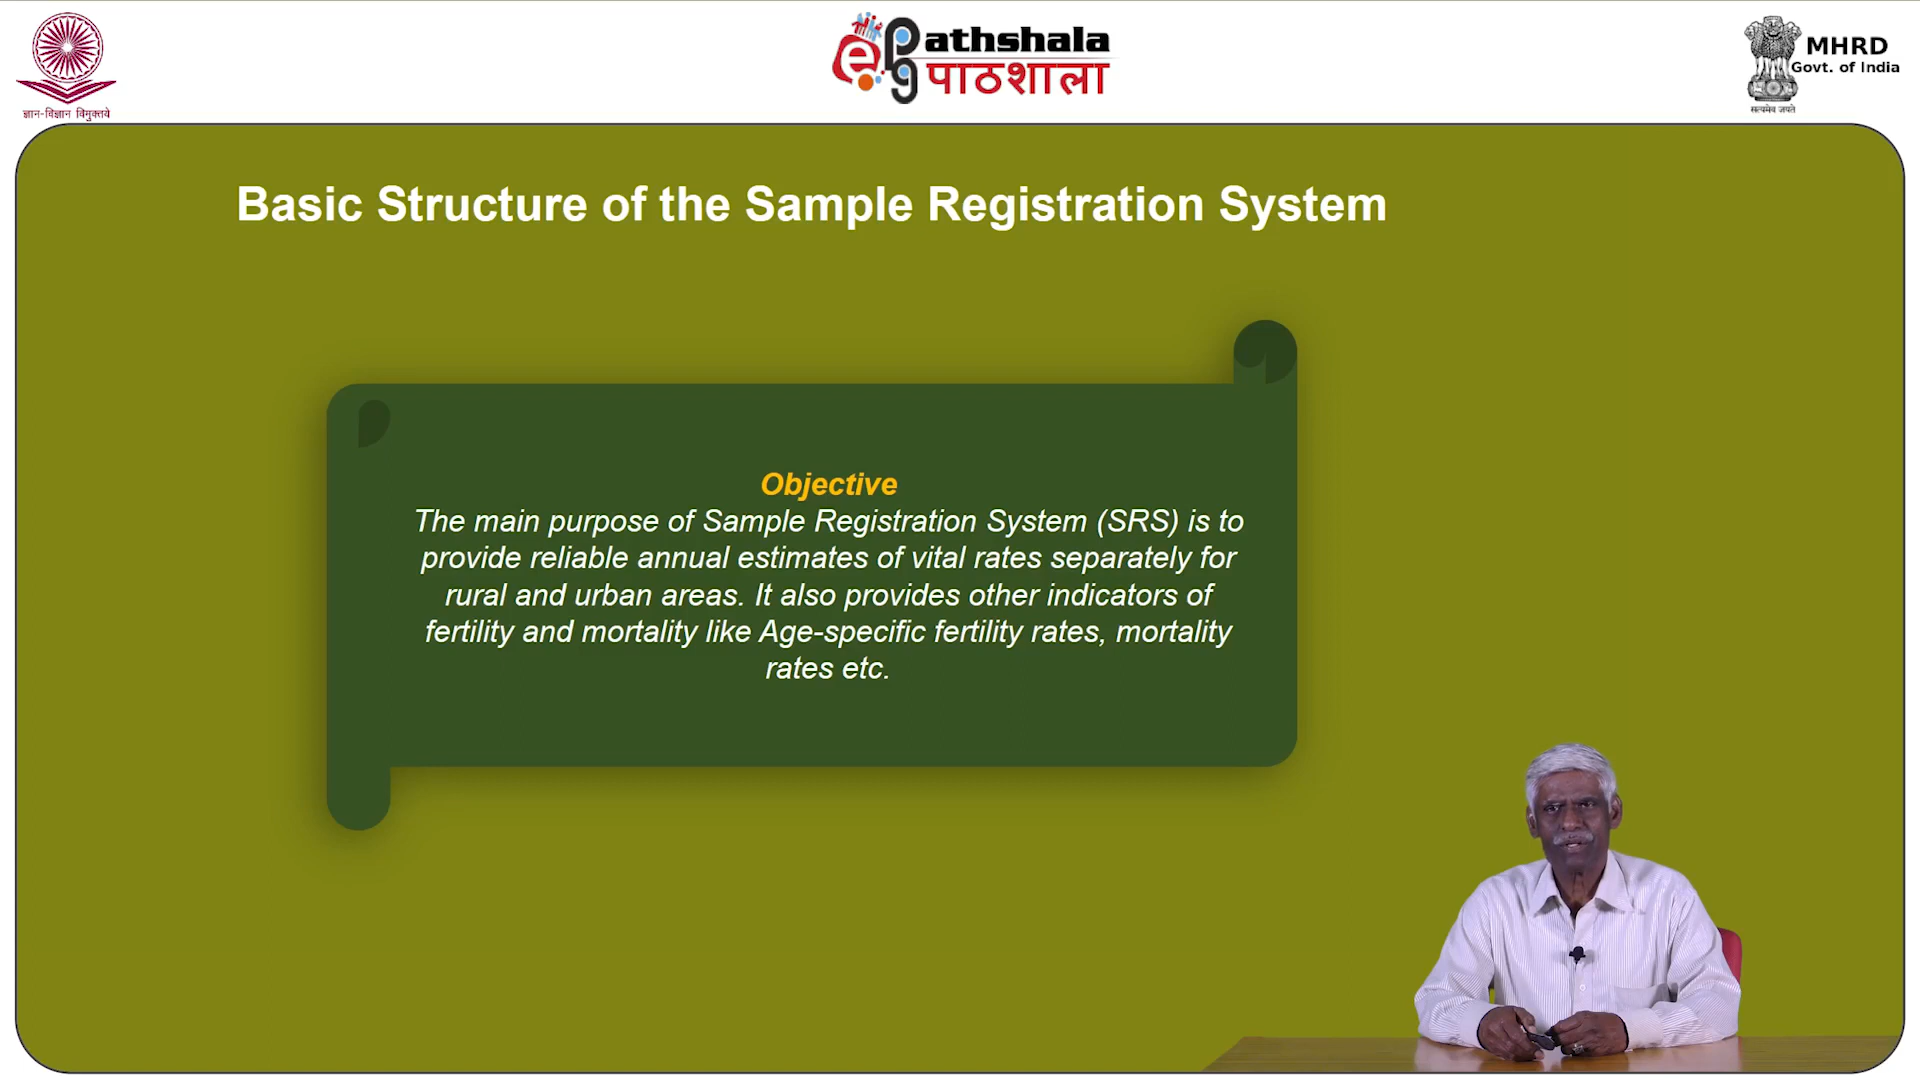 ज्ञान-विज्ञान विमुक्तये
e PG
athshala
पाठशाला
MHRD
Govt. of India
सत्यमेव जयते
Basic Structure of the Sample Registration System
Objective
The main purpose of Sample Registration System (SRS) is to
provide reliable annual estimates of vital rates separately for
rural and urban areas. It also provides other indicators of
fertility and mortality like Age-specific fertility rates, mortality
rates etc.